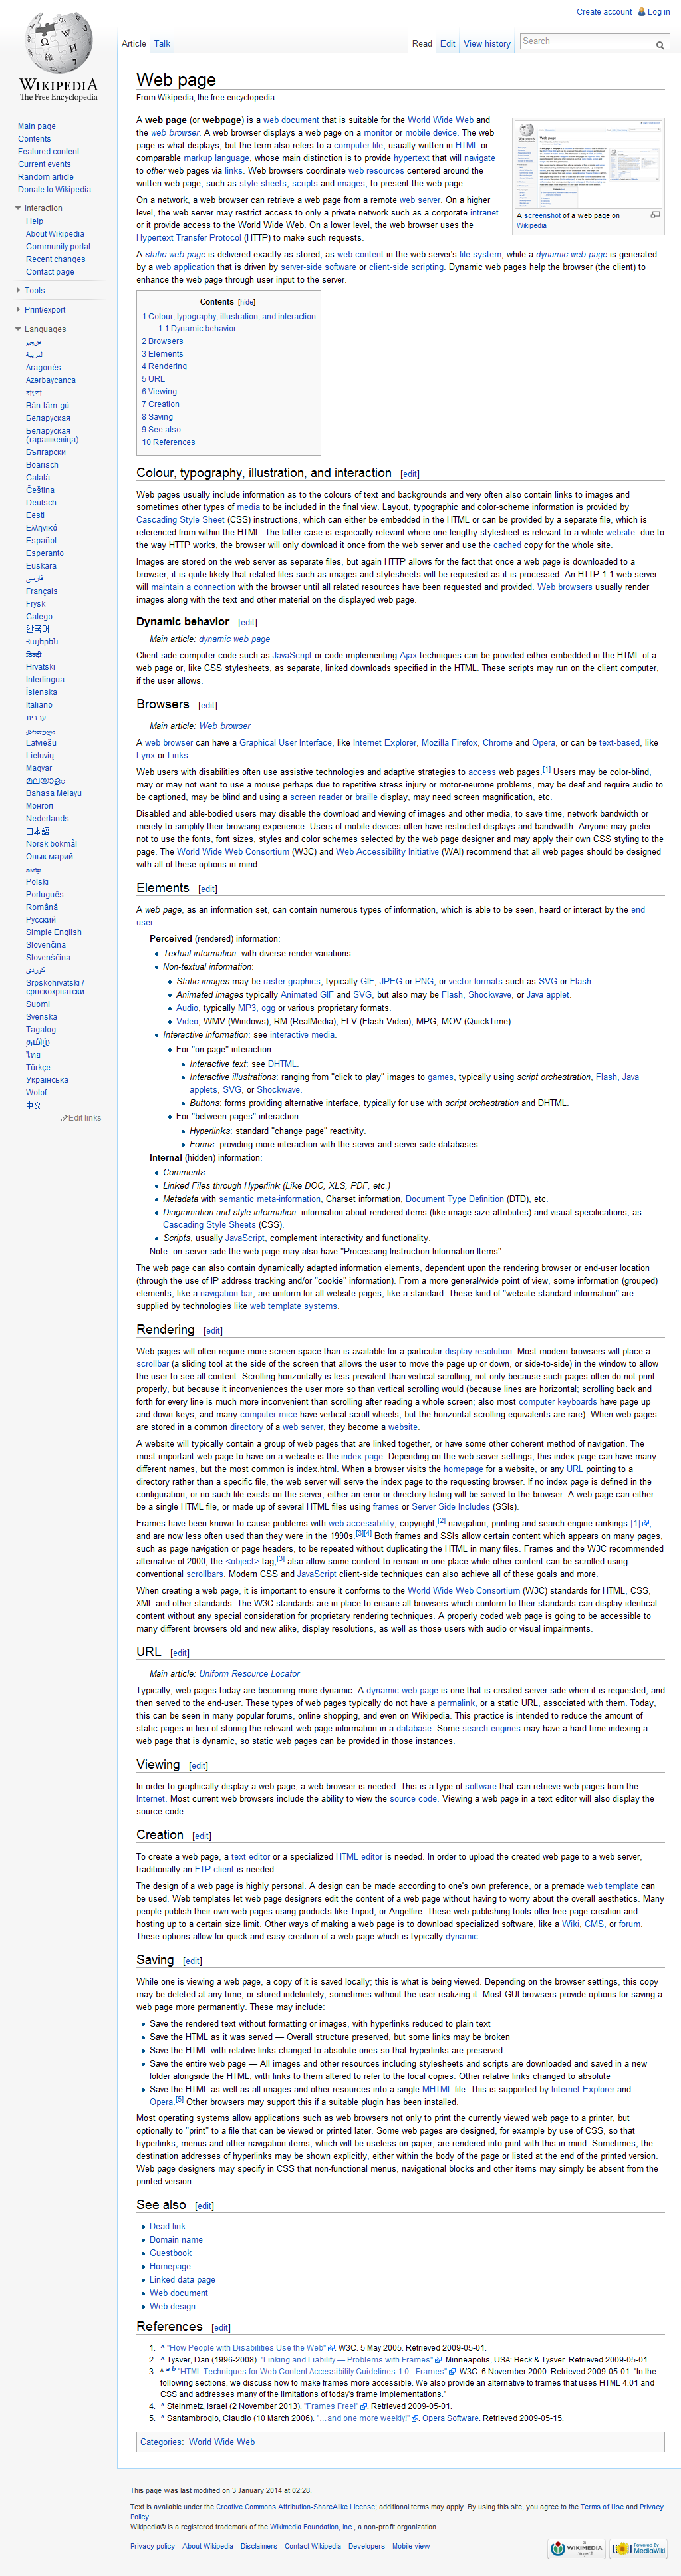 Create account Log in
Article Talk Read Edit View history Search
WIKIPEDIA
The Free Encyclopedia
Main page
Contents
Featured content
Current events
Random article
Donate to Wikipedia
Interaction
Help
About Wikipedia
Community portal
Recent changes
Contact page
Tools
Print/export
Languages
አማርኛ
العربية
Aragonés
Azərbaycanca
বাংলা
Bân-lâm-gú
Беларуская
Беларуская
(тарашкевіца)
Български
Boarisch
Català
Čeština
Deutsch
Eesti
Ελληνικά
Español
Esperanto
Euskara
فارسی
Français
Frysk
Galego
한국어
Հայերեն
हिन्दी
Hrvatski
Interlingua
Íslenska
Italiano
עברית
ქართული
Latviešu
Lietuvių
Magyar
മലയാളം
Bahasa Melayu
Монгол
Nederlands
日本語
Norsk bokmål
Олык марий
Polski
Português
Română
Русский
Simple English
Slovenčina
Slovenščina
کوردی
Srpskohrvatski /
српскохрватски
Suomi
Svenska
Tagalog
தமிழ்
ไทย
Türkçe
Українська
Wolof
中文
Edit links
Web page
From Wikipedia, the free encyclopedia
A web page (or webpage) is a web document that is suitable for the World Wide Web and
the web browser. A web browser displays a web page on a monitor or mobile device. The web
page is what displays, but the term also refers to a computer file, usually written in HTML or
comparable markup language, whose main distinction is to provide hypertext that will navigate
to other web pages via links. Web browsers coordinate web resources centered around the
written web page, such as style sheets, scripts and images, to present the web page.
A screenshot of a web page on
Wikipedia
On a network, a web browser can retrieve a web page from a remote web server. On a higher
level, the web server may restrict access to only a private network such as a corporate intranet
or it provide access to the World Wide Web. On a lower level, the web browser uses the
Hypertext Transfer Protocol (HTTP) to make such requests.
A static web page is delivered exactly as stored, as web content in the web server's file system, while a dynamic web page is generated
by a web application that is driven by server-side software or client-side scripting. Dynamic web pages help the browser (the client) to
enhance the web page through user input to the server.
Contents [hide]
1 Colour, typography, illustration, and interaction
1.1 Dynamic behavior
2 Browsers
3 Elements
4 Rendering
5 URL
6 Viewing
7 Creation
8 Saving
9 See also
10 References
Colour, typography, illustration, and interaction [edit]
Web pages usually include information as to the colours of text and backgrounds and very often also contain links to images and
sometimes other types of media to be included in the final view. Layout, typographic and color-scheme information is provided by
Cascading Style Sheet (CSS) instructions, which can either be embedded in the HTML or can be provided by a separate file, which is
referenced from within the HTML. The latter case is especially relevant where one lengthy stylesheet is relevant to a whole website: due to
the way HTTP works, the browser will only download it once from the web server and use the cached copy for the whole site.
Images are stored on the web server as separate files, but again HTTP allows for the fact that once a web page is downloaded to a
browser, it is quite likely that related files such as images and stylesheets will be requested as it is processed. An HTTP 1.1 web server
will maintain a connection with the browser until all related resources have been requested and provided. Web browsers usually render
images along with the text and other material on the displayed web page.
Dynamic behavior [edit]
Main article: dynamic web page
Client-side computer code such as JavaScript or code implementing Ajax techniques can be provided either embedded in the HTML of a
web page or, like CSS stylesheets, as separate, linked downloads specified in the HTML. These scripts may run on the client computer,
if the user allows.
Browsers [edit]
Main article: Web browser
A web browser can have a Graphical User Interface, like Internet Explorer, Mozilla Firefox, Chrome and Opera, or can be text-based, like
Lynx or Links.
Web users with disabilities often use assistive technologies and adaptive strategies to access web pages.[1] Users may be color-blind,
may or may not want to use a mouse perhaps due to repetitive stress injury or motor-neurone problems, may be deaf and require audio to
be captioned, may be blind and using a screen reader or braille display, may need screen magnification, etc.
Disabled and able-bodied users may disable the download and viewing of images and other media, to save time, network bandwidth or
merely to simplify their browsing experience. Users of mobile devices often have restricted displays and bandwidth. Anyone may prefer
not to use the fonts, font sizes, styles and color schemes selected by the web page designer and may apply their own CSS styling to the
page. The World Wide Web Consortium (W3C) and Web Accessibility Initiative (WAI) recommend that all web pages should be designed
with all of these options in mind.
Elements [edit]
A web page, as an information set, can contain numerous types of information, which is able to be seen, heard or interact by the end
user:
Perceived (rendered) information:
Textual information: with diverse render variations.
Non-textual information:
Static images may be raster graphics, typically GIF, JPEG or PNG; or vector formats such as SVG or Flash.
Animated images typically Animated GIF and SVG, but also may be Flash, Shockwave, or Java applet.
Audio, typically MP3, ogg or various proprietary formats.
Video, WMV (Windows), RM (RealMedia), FLV (Flash Video), MPG, MOV (QuickTime)
Interactive information: see interactive media.
For "on page" interaction:
Interactive text: see DHTML.
Interactive illustrations: ranging from "click to play" images to games, typically using script orchestration, Flash, Java
applets, SVG, or Shockwave.
Buttons: forms providing alternative interface, typically for use with script orchestration and DHTML.
For "between pages" interaction:
Hyperlinks: standard "change page" reactivity.
Forms: providing more interaction with the server and server-side databases.
Internal (hidden) information:
Comments
Linked Files through Hyperlink (Like DOC, XLS, PDF, etc.)
Metadata with semantic meta-information, Charset information, Document Type Definition (DTD), etc.
Diagramation and style information: information about rendered items (like image size attributes) and visual specifications, as
Cascading Style Sheets (CSS).
Scripts, usually JavaScript, complement interactivity and functionality.
Note: on server-side the web page may also have "Processing Instruction Information Items".
The web page can also contain dynamically adapted information elements, dependent upon the rendering browser or end-user location
(through the use of IP address tracking and/or "cookie" information). From a more general/wide point of view, some information (grouped)
elements, like a navigation bar, are uniform for all website pages, like a standard. These kind of "website standard information" are
supplied by technologies like web template systems.
Rendering [edit]
Web pages will often require more screen space than is available for a particular display resolution. Most modern browsers will place a
scrollbar (a sliding tool at the side of the screen that allows the user to move the page up or down, or side-to-side) in the window to allow
the user to see all content. Scrolling horizontally is less prevalent than vertical scrolling, not only because such pages often do not print
properly, but because it inconveniences the user more so than vertical scrolling would (because lines are horizontal; scrolling back and
forth for every line is much more inconvenient than scrolling after reading a whole screen; also most computer keyboards have page up
and down keys, and many computer mice have vertical scroll wheels, but the horizontal scrolling equivalents are rare). When web pages
are stored in a common directory of a web server, they become a website.
A website will typically contain a group of web pages that are linked together, or have some other coherent method of navigation. The
most important web page to have on a website is the index page. Depending on the web server settings, this index page can have many
different names, but the most common is index.html. When a browser visits the homepage for a website, or any URL pointing to a
directory rather than a specific file, the web server will serve the index page to the requesting browser. If no index page is defined in the
configuration, or no such file exists on the server, either an error or directory listing will be served to the browser. A web page can either
be a single HTML file, or made up of several HTML files using frames or Server Side Includes (SSIs).
Frames have been known to cause problems with web accessibility, copyright,[2] navigation, printing and search engine rankings [1],
and are now less often used than they were in the 1990s.[3][4] Both frames and SSIs allow certain content which appears on many pages,
such as page navigation or page headers, to be repeated without duplicating the HTML in many files. Frames and the W3C recommended
alternative of 2000, the <object> tag,[3] also allow some content to remain in one place while other content can be scrolled using
conventional scrollbars. Modern CSS and JavaScript client-side techniques can also achieve all of these goals and more.
When creating a web page, it is important to ensure it conforms to the World Wide Web Consortium (W3C) standards for HTML, CSS,
XML and other standards. The W3C standards are in place to ensure all browsers which conform to their standards can display identical
content without any special consideration for proprietary rendering techniques. A properly coded web page is going to be accessible to
many different browsers old and new alike, display resolutions, as well as those users with audio or visual impairments.
URL [edit]
Main article: Uniform Resource Locator
Typically, web pages today are becoming more dynamic. A dynamic web page is one that is created server-side when it is requested, and
then served to the end-user. These types of web pages typically do not have a permalink, or a static URL, associated with them. Today,
this can be seen in many popular forums, online shopping, and even on Wikipedia. This practice is intended to reduce the amount of
static pages in lieu of storing the relevant web page information in a database. Some search engines may have a hard time indexing a
web page that is dynamic, so static web pages can be provided in those instances.
Viewing [edit]
In order to graphically display a web page, a web browser is needed. This is a type of software that can retrieve web pages from the
Internet. Most current web browsers include the ability to view the source code. Viewing a web page in a text editor will also display the
source code.
Creation [edit]
To create a web page, a text editor or a specialized HTML editor is needed. In order to upload the created web page to a web server,
traditionally an FTP client is needed.
The design of a web page is highly personal. A design can be made according to one's own preference, or a premade web template can
be used. Web templates let web page designers edit the content of a web page without having to worry about the overall aesthetics. Many
people publish their own web pages using products like Tripod, or Angelfire. These web publishing tools offer free page creation and
hosting up to a certain size limit. Other ways of making a web page is to download specialized software, like a Wiki, CMS, or forum.
These options allow for quick and easy creation of a web page which is typically dynamic.
Saving [edit]
While one is viewing a web page, a copy of it is saved locally; this is what is being viewed. Depending on the browser settings, this copy
may be deleted at any time, or stored indefinitely, sometimes without the user realizing it. Most GUI browsers provide options for saving a
web page more permanently. These may include:
Save the rendered text without formatting or images, with hyperlinks reduced to plain text
Save the HTML as it was served — Overall structure preserved, but some links may be broken
Save the HTML with relative links changed to absolute ones so that hyperlinks are preserved
Save the entire web page — All images and other resources including stylesheets and scripts are downloaded and saved in a new
folder alongside the HTML, with links to them altered to refer to the local copies. Other relative links changed to absolute
Save the HTML as well as all images and other resources into a single MHTML file. This is supported by Internet Explorer and
Opera.[5] Other browsers may support this if a suitable plugin has been installed.
Most operating systems allow applications such as web browsers not only to print the currently viewed web page to a printer, but
optionally to "print" to a file that can be viewed or printed later. Some web pages are designed, for example by use of CSS, so that
hyperlinks, menus and other navigation items, which will be useless on paper, are rendered into print with this in mind. Sometimes, the
destination addresses of hyperlinks may be shown explicitly, either within the body of the page or listed at the end of the printed version.
Web page designers may specify in CSS that non-functional menus, navigational blocks and other items may simply be absent from the
printed version.
See also [edit]
Dead link
Domain name
Guestbook
Homepage
Linked data page
Web document
Web design
References [edit]
1. ^ "How People with Disabilities Use the Web". W3C. 5 May 2005. Retrieved 2009-05-01.
2. ^ Tysver, Dan (1996-2008). "Linking and Liability — Problems with Frames". Minneapolis, USA: Beck & Tysver. Retrieved 2009-05-01.
3. ^ a b "HTML Techniques for Web Content Accessibility Guidelines 1.0 - Frames". W3C. 6 November 2000. Retrieved 2009-05-01. "In the
following sections, we discuss how to make frames more accessible. We also provide an alternative to frames that uses HTML 4.01 and
CSS and addresses many of the limitations of today's frame implementations."
4. ^ Steinmetz, Israel (2 November 2013). "Frames Free!". Retrieved 2009-05-01.
5. ^ Santambrogio, Claudio (10 March 2006). "…and one more weekly!". Opera Software. Retrieved 2009-05-15.
Categories: World Wide Web
This page was last modified on 3 January 2014 at 02:28.
Text is available under the Creative Commons Attribution-ShareAlike License; additional terms may apply. By using this site, you agree to the Terms of Use and Privacy
Policy.
Wikipedia® is a registered trademark of the Wikimedia Foundation, Inc., a non-profit organization.
Privacy policy About Wikipedia Disclaimers Contact Wikipedia Developers Mobile view
A WIKIMEDIA project
Powered By MediaWiki